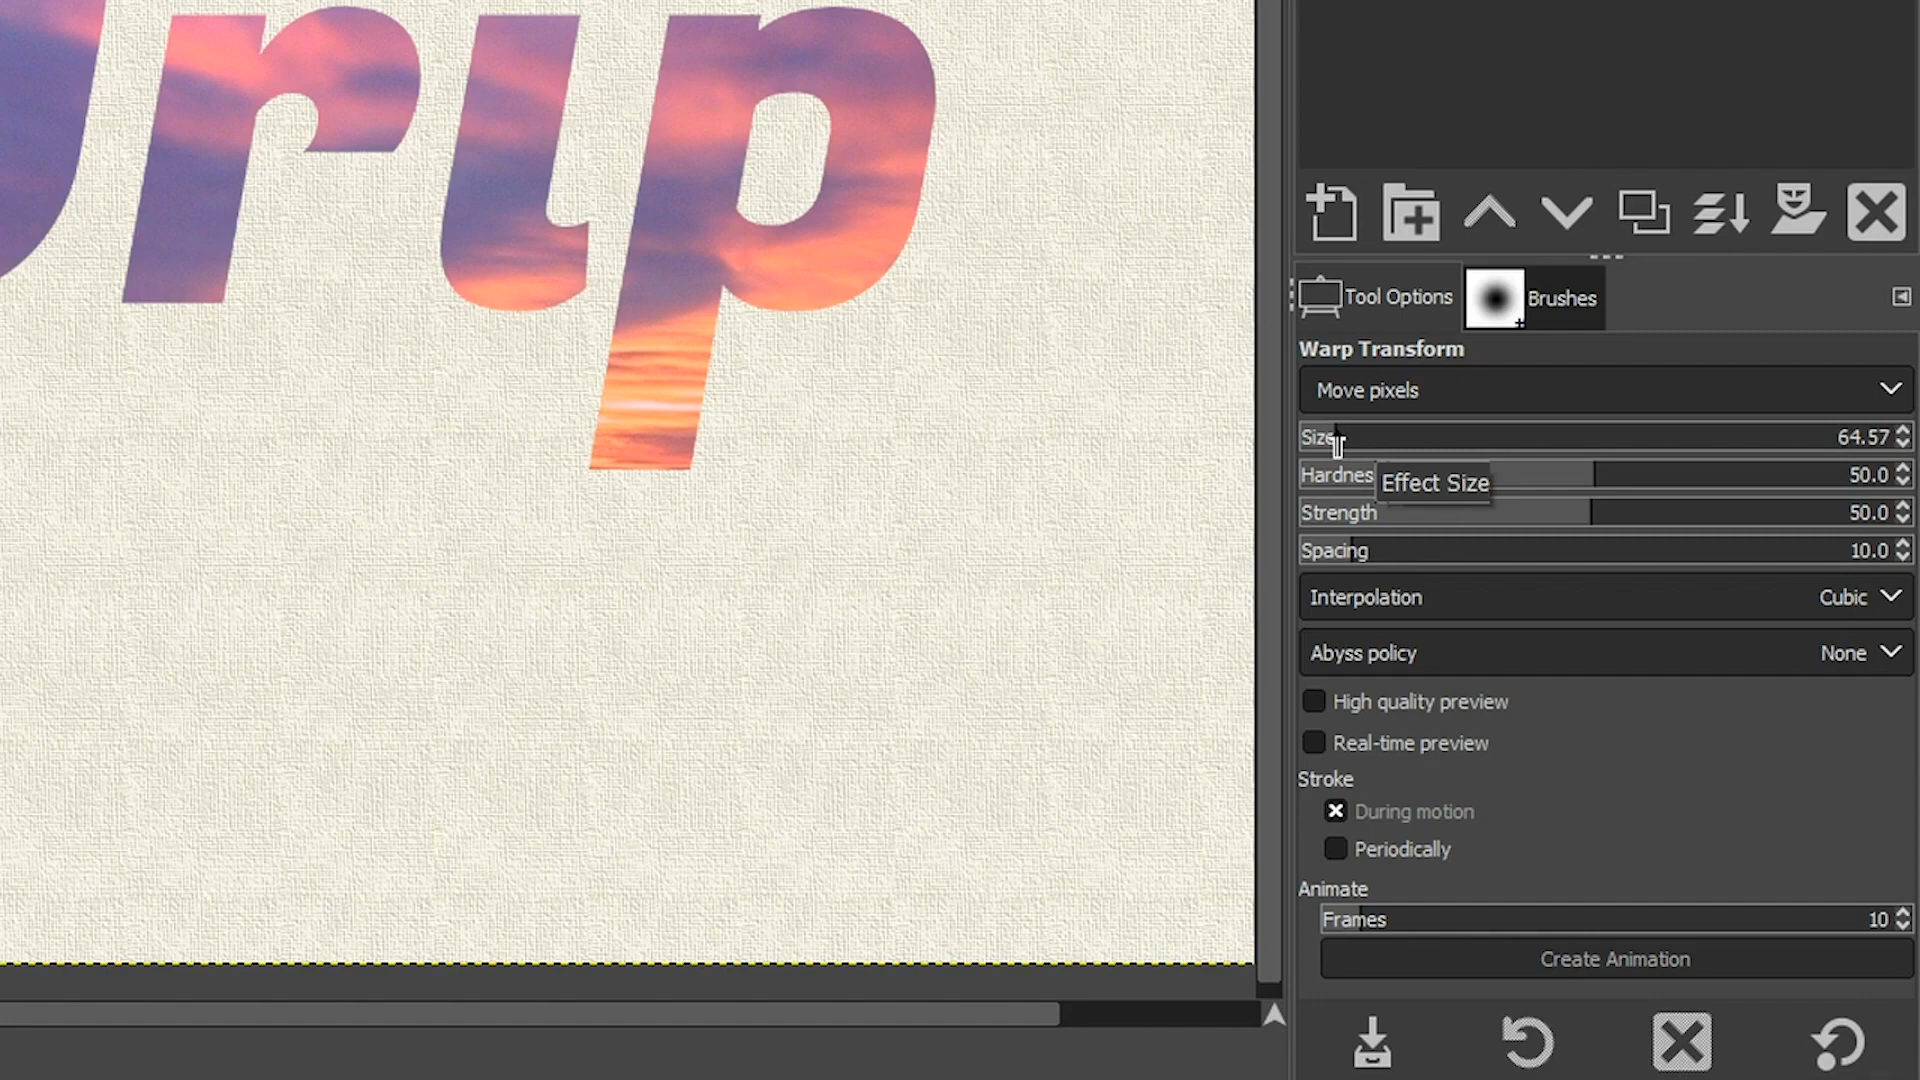 Drip
Tool Options
Brushes
Warp Transform
Move pixels
Size 64.57
Hardnes 50.0
Effect Size
Strength 50.0
Spacing 10.0
Interpolation Cubic
Abyss policy None
High quality preview
Real-time preview
Stroke
During motion
Periodically
Animate
Frames 10
Create Animation